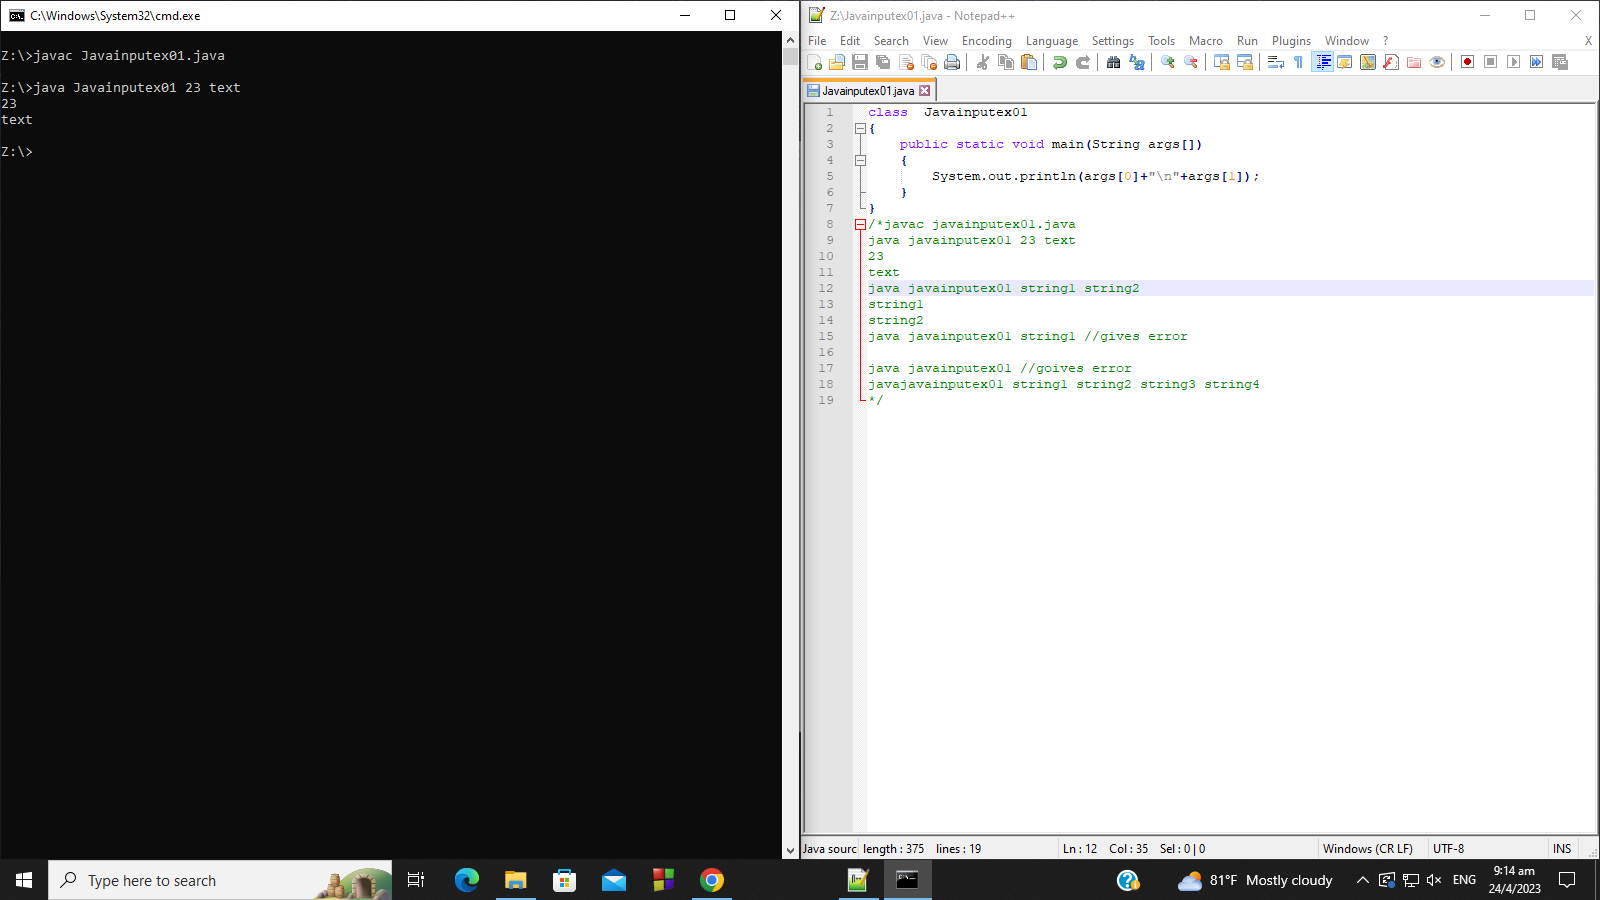 C:\Windows\System32\cmd.exe
Z:\>javac Javainputex01.java
Z:\>java Javainputex01 23 text
23
text
Z:\>
Z:\Javainputex01.java - Notepad++
File Edit Search View Encoding Language Settings Tools Macro Run Plugins Window ? X
Javainputex01.java
1 class  Javainputex01
2 {
3     public static void main(String args[])
4     {
5         System.out.println(args[0]+"\n"+args[1]);
6     }
7 }
8 /*javac javainputex01.java
9 java javainputex01 23 text
10 23
11 text
12 java javainputex01 string1 string2
13 string1
14 string2
15 java javainputex01 string1 //gives error
16
17 java javainputex01 //goives error
18 javajavainputex01 string1 string2 string3 string4
19 */
Java sourc length : 375 lines : 19 Ln : 12 Col : 35 Sel : 0 | 0 Windows (CR LF) UTF-8 INS
Type here to search
81°F Mostly cloudy
ENG
9:14 am
24/4/2023